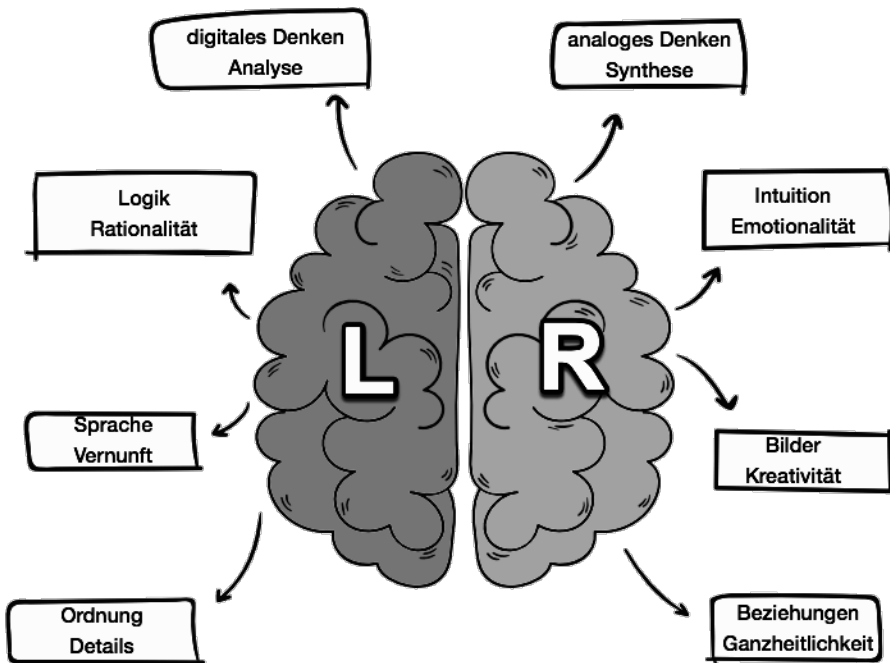 digitales Denken
Analyse
analoges Denken
Synthese
Logik
Rationalität
Intuition
Emotionalität
L
R
Sprache
Vernunft
Bilder
Kreativität
Ordnung
Details
Beziehungen
Ganzheitlichkeit